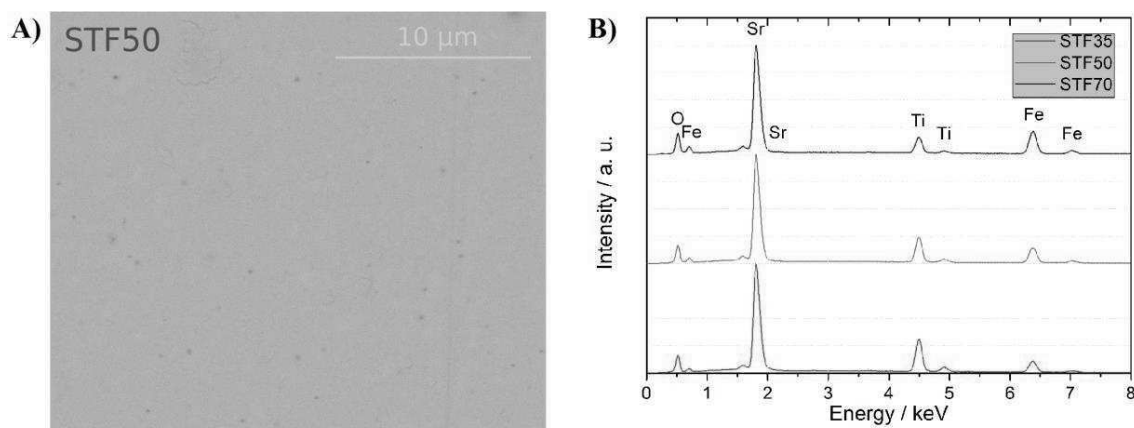 A)
STF50
10 µm
B)
STF35
STF50
STF70
Sr
O
Fe
Sr
Ti
Ti
Fe
Fe
Intensity / a. u.
0 1 2 3 4 5 6 7 8
Energy / keV